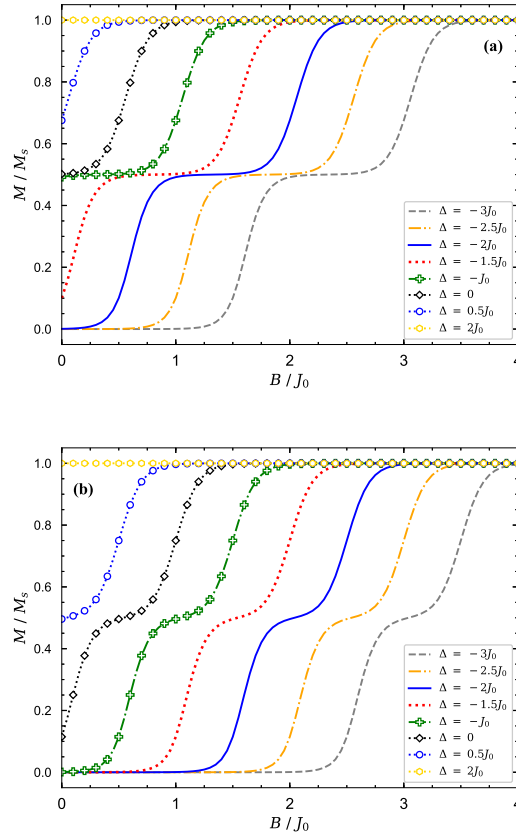 1.0
0.8
0.6
0.4
0.2
0.0
M / M_s
(a)
Δ = −3J_0
Δ = −2.5J_0
Δ = −2J_0
Δ = −1.5J_0
Δ = −J_0
Δ = 0
Δ = 0.5J_0
Δ = 2J_0
0 1 2 3 4
B / J_0
1.0
0.8
0.6
0.4
0.2
0.0
M / M_s
(b)
Δ = −3J_0
Δ = −2.5J_0
Δ = −2J_0
Δ = −1.5J_0
Δ = −J_0
Δ = 0
Δ = 0.5J_0
Δ = 2J_0
0 1 2 3 4
B / J_0